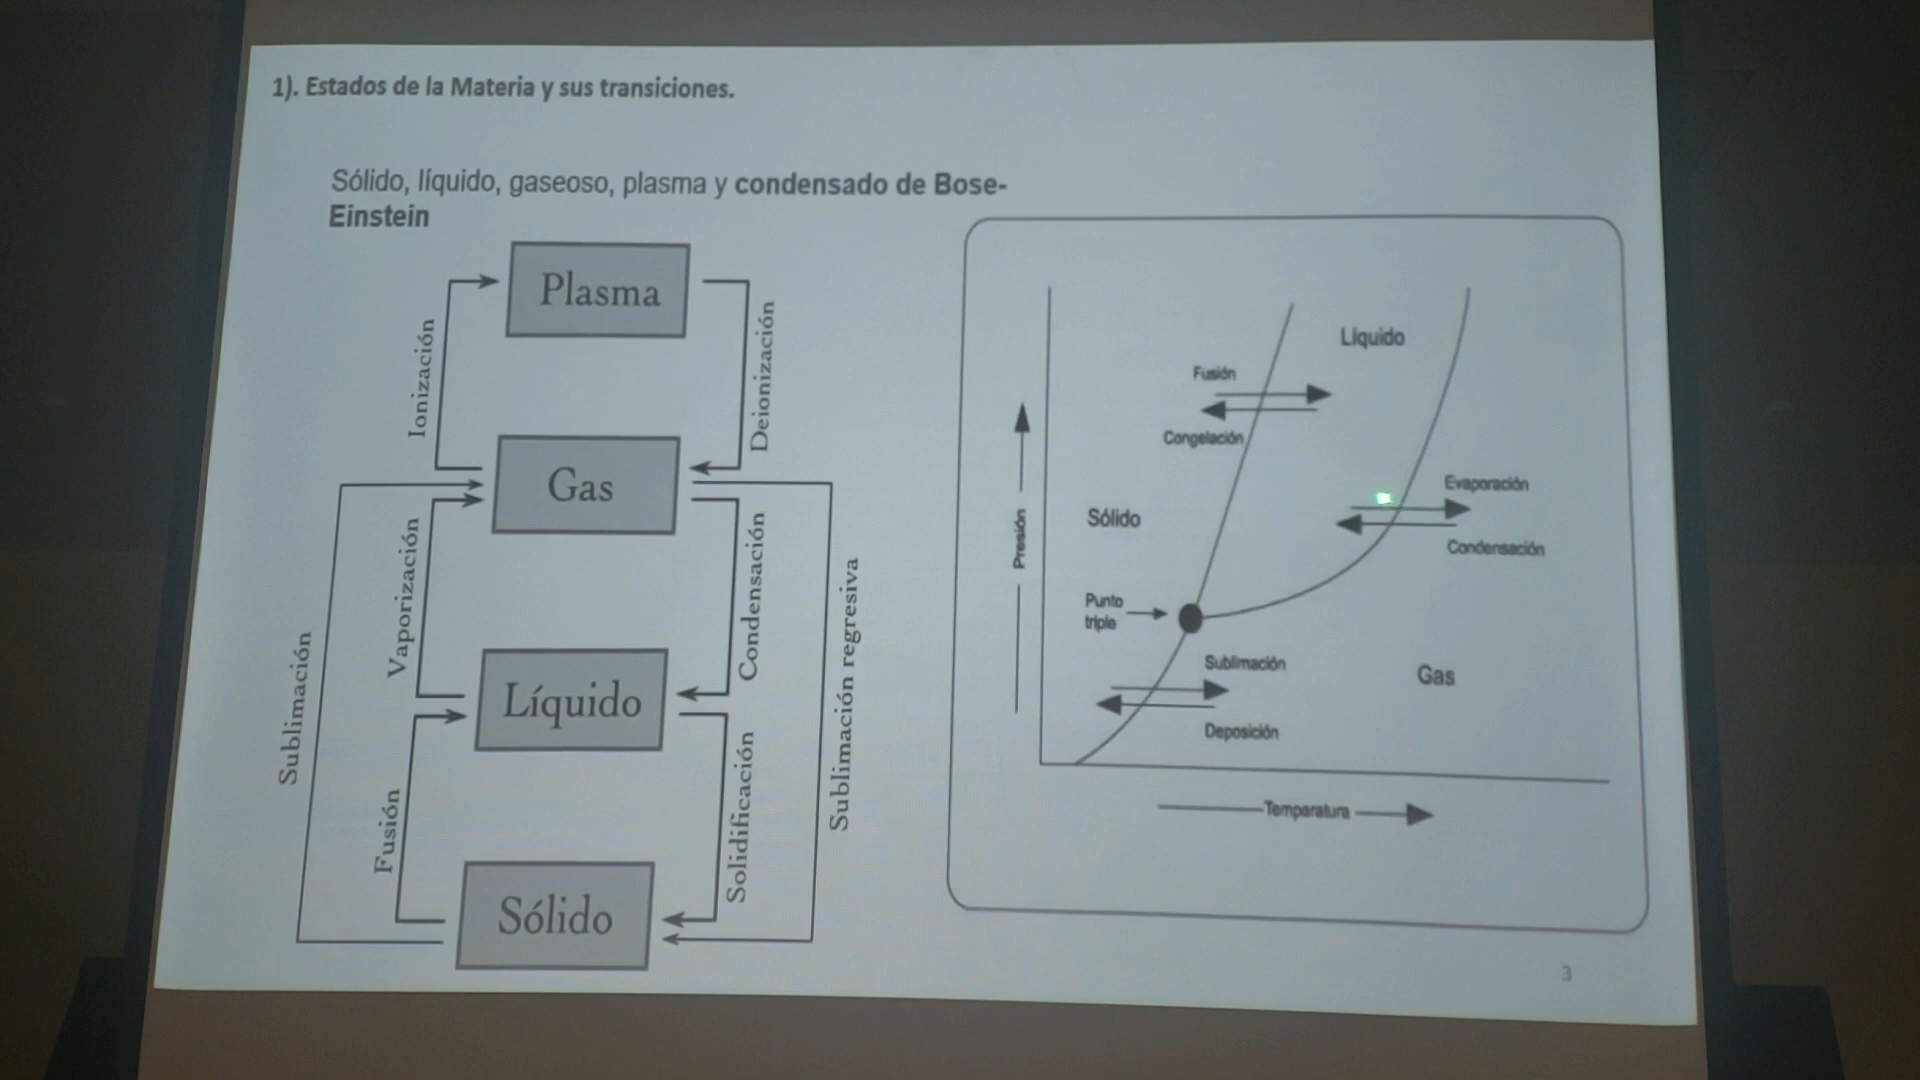 1). Estados de la Materia y sus transiciones.
Sólido, líquido, gaseoso, plasma y condensado de Bose-
Einstein
Plasma
Ionización
Deionización
Gas
Sublimación
Vaporización
Condensación
Sublimación regresiva
Líquido
Fusión
Solidificación
Sólido
Líquido
Fusión
Congelación
Evaporación
Condensación
Presión
Sólido
Punto
triple
Sublimación
Deposición
Gas
Temparatura
3